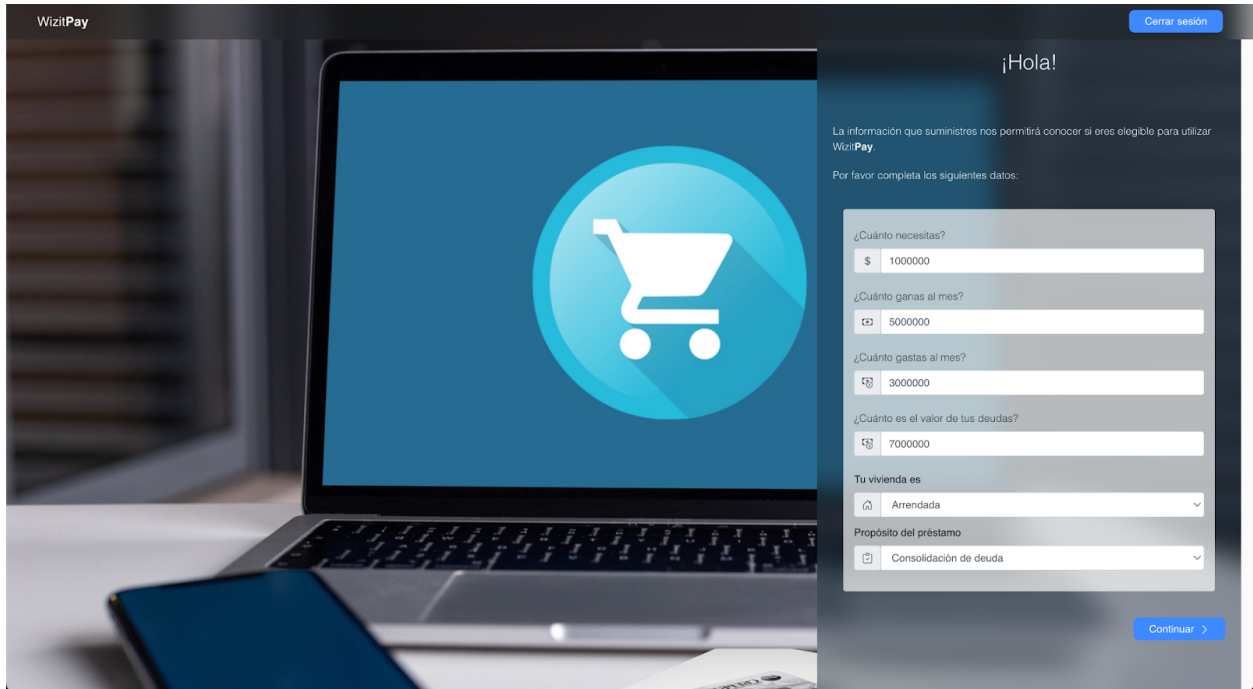 WizitPay
Cerrar sesión
¡Hola!
La información que suministres nos permitirá conocer si eres elegible para utilizar
WizitPay.
Por favor completa los siguientes datos:
¿Cuánto necesitas?
$ 1000000
¿Cuánto ganas al mes?
5000000
¿Cuánto gastas al mes?
3000000
¿Cuánto es el valor de tus deudas?
7000000
Tu vivienda es
Arrendada
Propósito del préstamo
Consolidación de deuda
Continuar